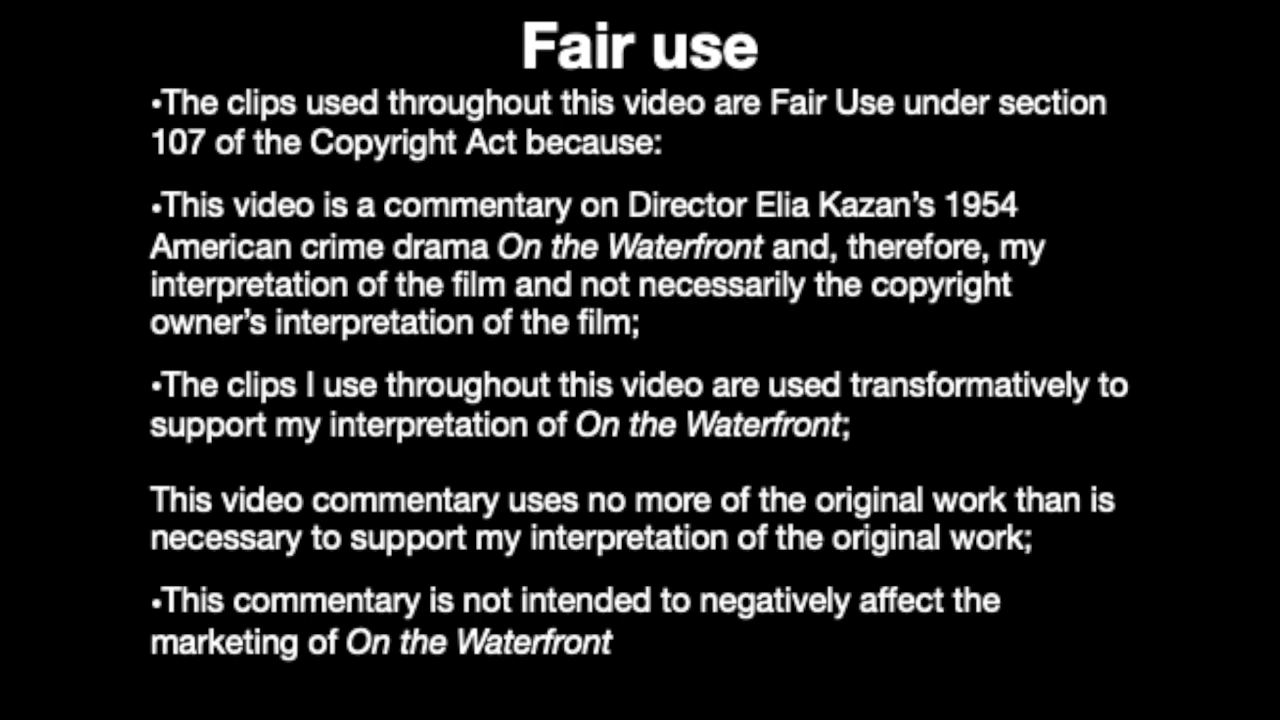 Fair use
•The clips used throughout this video are Fair Use under section
107 of the Copyright Act because:
•This video is a commentary on Director Elia Kazan’s 1954
American crime drama On the Waterfront and, therefore, my
interpretation of the film and not necessarily the copyright
owner’s interpretation of the film;
•The clips I use throughout this video are used transformatively to
support my interpretation of On the Waterfront;
This video commentary uses no more of the original work than is
necessary to support my interpretation of the original work;
•This commentary is not intended to negatively affect the
marketing of On the Waterfront